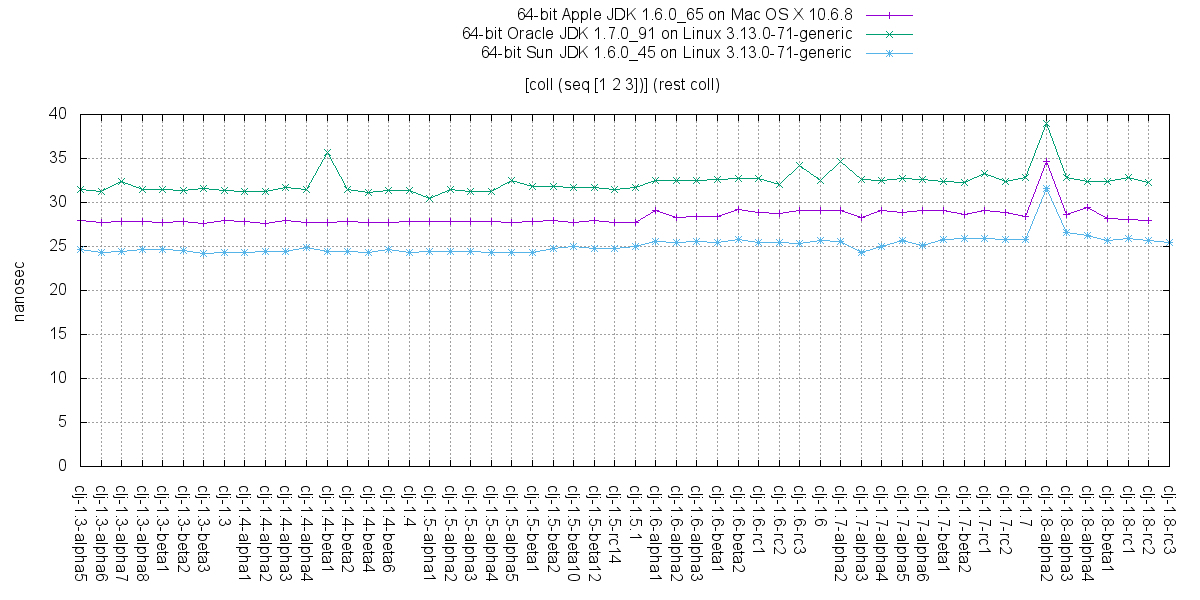 64-bit Apple JDK 1.6.0_65 on Mac OS X 10.6.8
64-bit Oracle JDK 1.7.0_91 on Linux 3.13.0-71-generic
64-bit Sun JDK 1.6.0_45 on Linux 3.13.0-71-generic
[coll (seq [1 2 3])] (rest coll)
40
35
30
25
20
15
10
5
0
nanosec
clj-1.3-alpha5
clj-1.3-alpha6
clj-1.3-alpha7
clj-1.3-alpha8
clj-1.3-beta1
clj-1.3-beta2
clj-1.3-beta3
clj-1.3
clj-1.4-alpha1
clj-1.4-alpha2
clj-1.4-alpha3
clj-1.4-alpha4
clj-1.4-beta1
clj-1.4-beta2
clj-1.4-beta4
clj-1.4-beta6
clj-1.4
clj-1.5-alpha1
clj-1.5-alpha2
clj-1.5-alpha3
clj-1.5-alpha4
clj-1.5-alpha5
clj-1.5-beta1
clj-1.5-beta2
clj-1.5-beta10
clj-1.5-beta12
clj-1.5-rc14
clj-1.5.1
clj-1.6-alpha1
clj-1.6-alpha2
clj-1.6-alpha3
clj-1.6-beta1
clj-1.6-beta2
clj-1.6-rc1
clj-1.6-rc2
clj-1.6-rc3
clj-1.6
clj-1.7-alpha2
clj-1.7-alpha3
clj-1.7-alpha4
clj-1.7-alpha5
clj-1.7-alpha6
clj-1.7-beta1
clj-1.7-beta2
clj-1.7-rc1
clj-1.7-rc2
clj-1.7
clj-1.8-alpha2
clj-1.8-alpha3
clj-1.8-alpha4
clj-1.8-beta1
clj-1.8-rc1
clj-1.8-rc2
clj-1.8-rc3